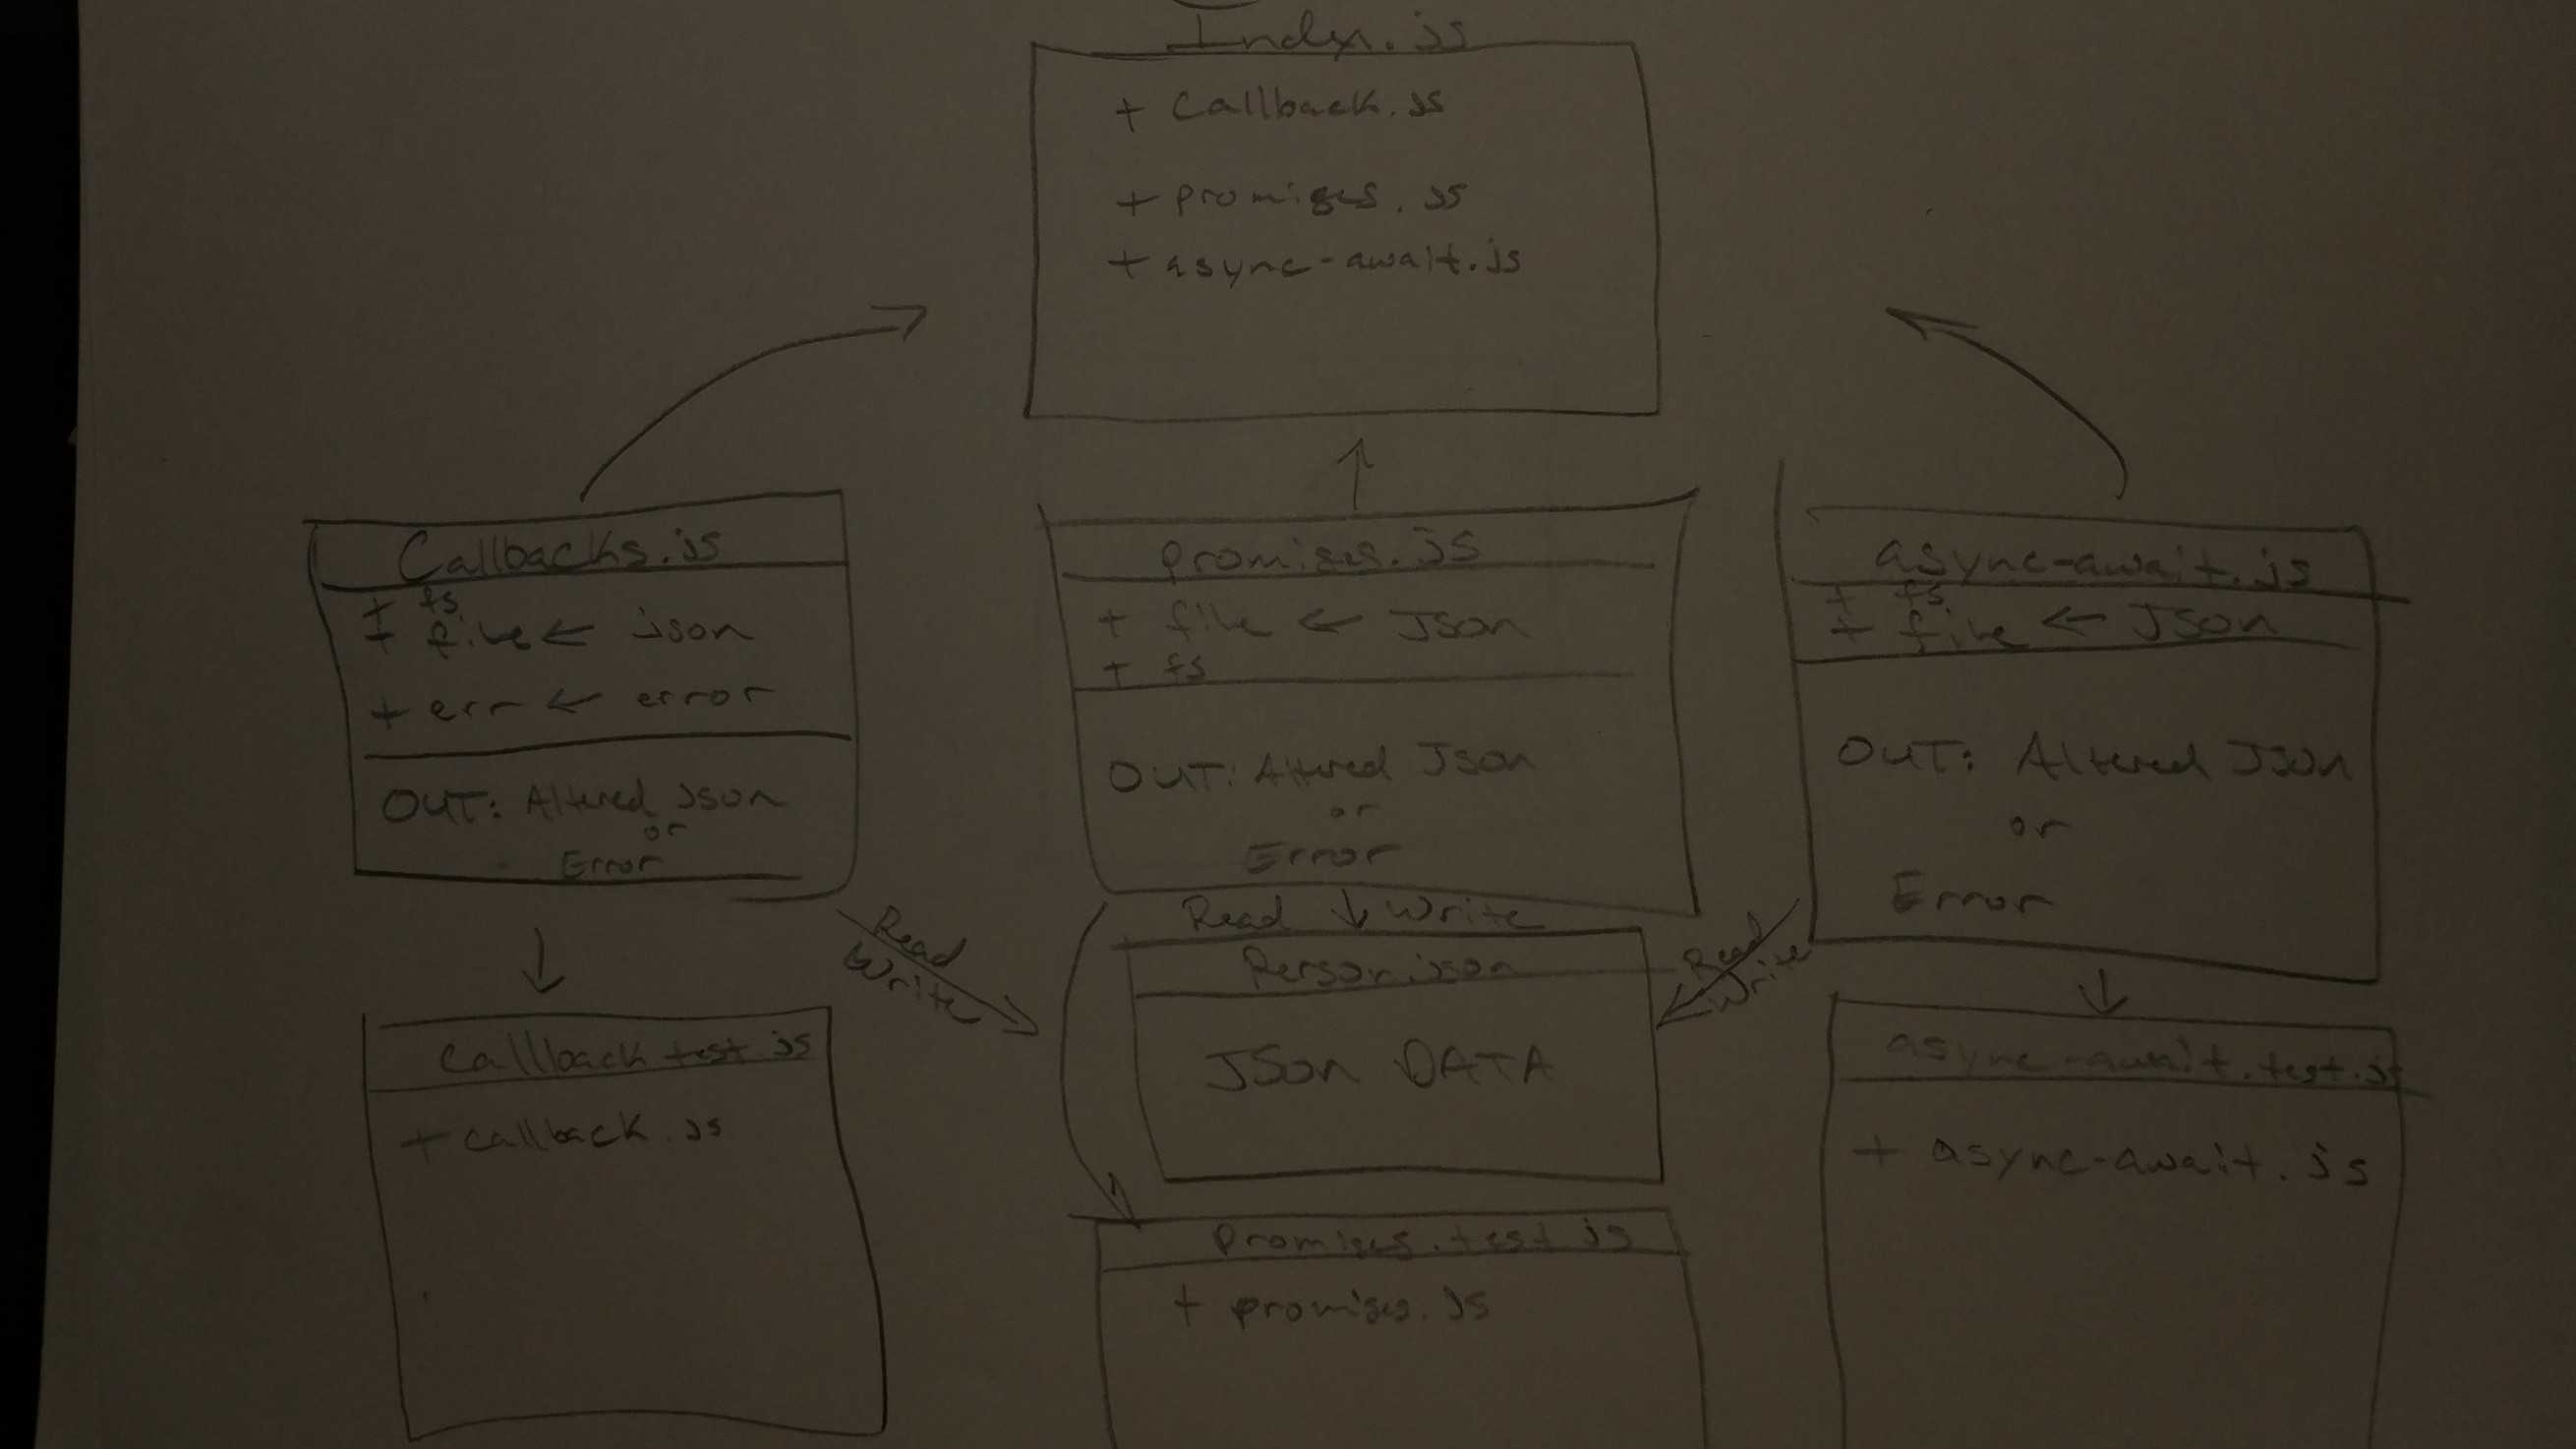 Index.js
+ Callback.js
+ promises.js
+ async-await.js
Callbacks.js
+ fs
+ file ← json
+ err ← error
OUT: Altered Json
or
Error
promises.js
+ file ← Json
+ fs
OUT: Altered Json
or
Error
async-await.js
+ fs
+ file ← Json
OUT: Altered Json
or
Error
Read
Write
Read ↓ Write
Read
Write
Person.json
JSon DATA
Callback.test.js
+ callback.js
promises.test.js
+ promises.js
async-await.test.js
+ async-await.js